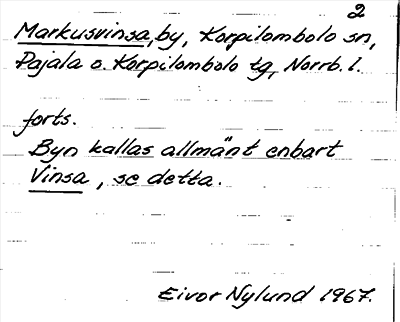 2
Markusvinsa, by, Korpilombolo sn,
Pajala o. Korpilombolo tg, Norrb. l.
forts.
Byn kallas allmänt enbart
Vinsa, se detta.
Eivor Nylund 1967.